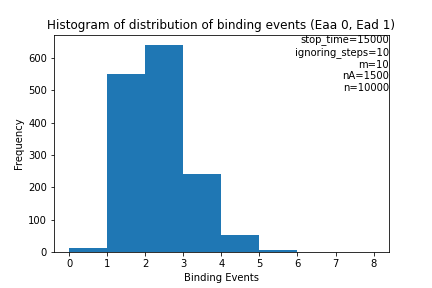 Histogram of distribution of binding events (Eaa 0, Ead 1)
stop_time=15000
ignoring_steps=10
m=10
nA=1500
n=10000
600
500
400
300
200
100
0
Frequency
0 1 2 3 4 5 6 7 8
Binding Events